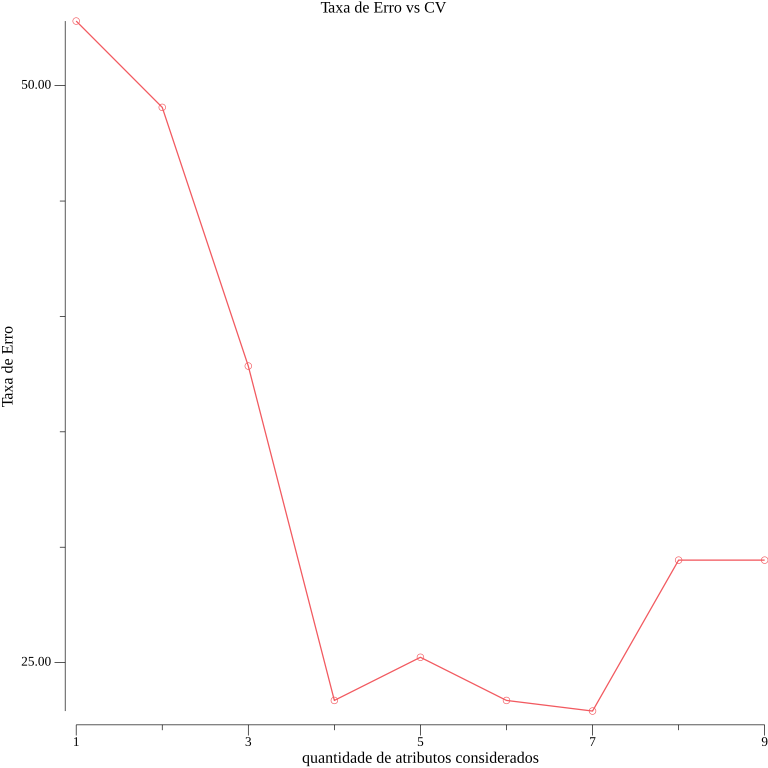 Taxa de Erro vs CV
50.00
Taxa de Erro
25.00
1 3 5 7 9
quantidade de atributos considerados